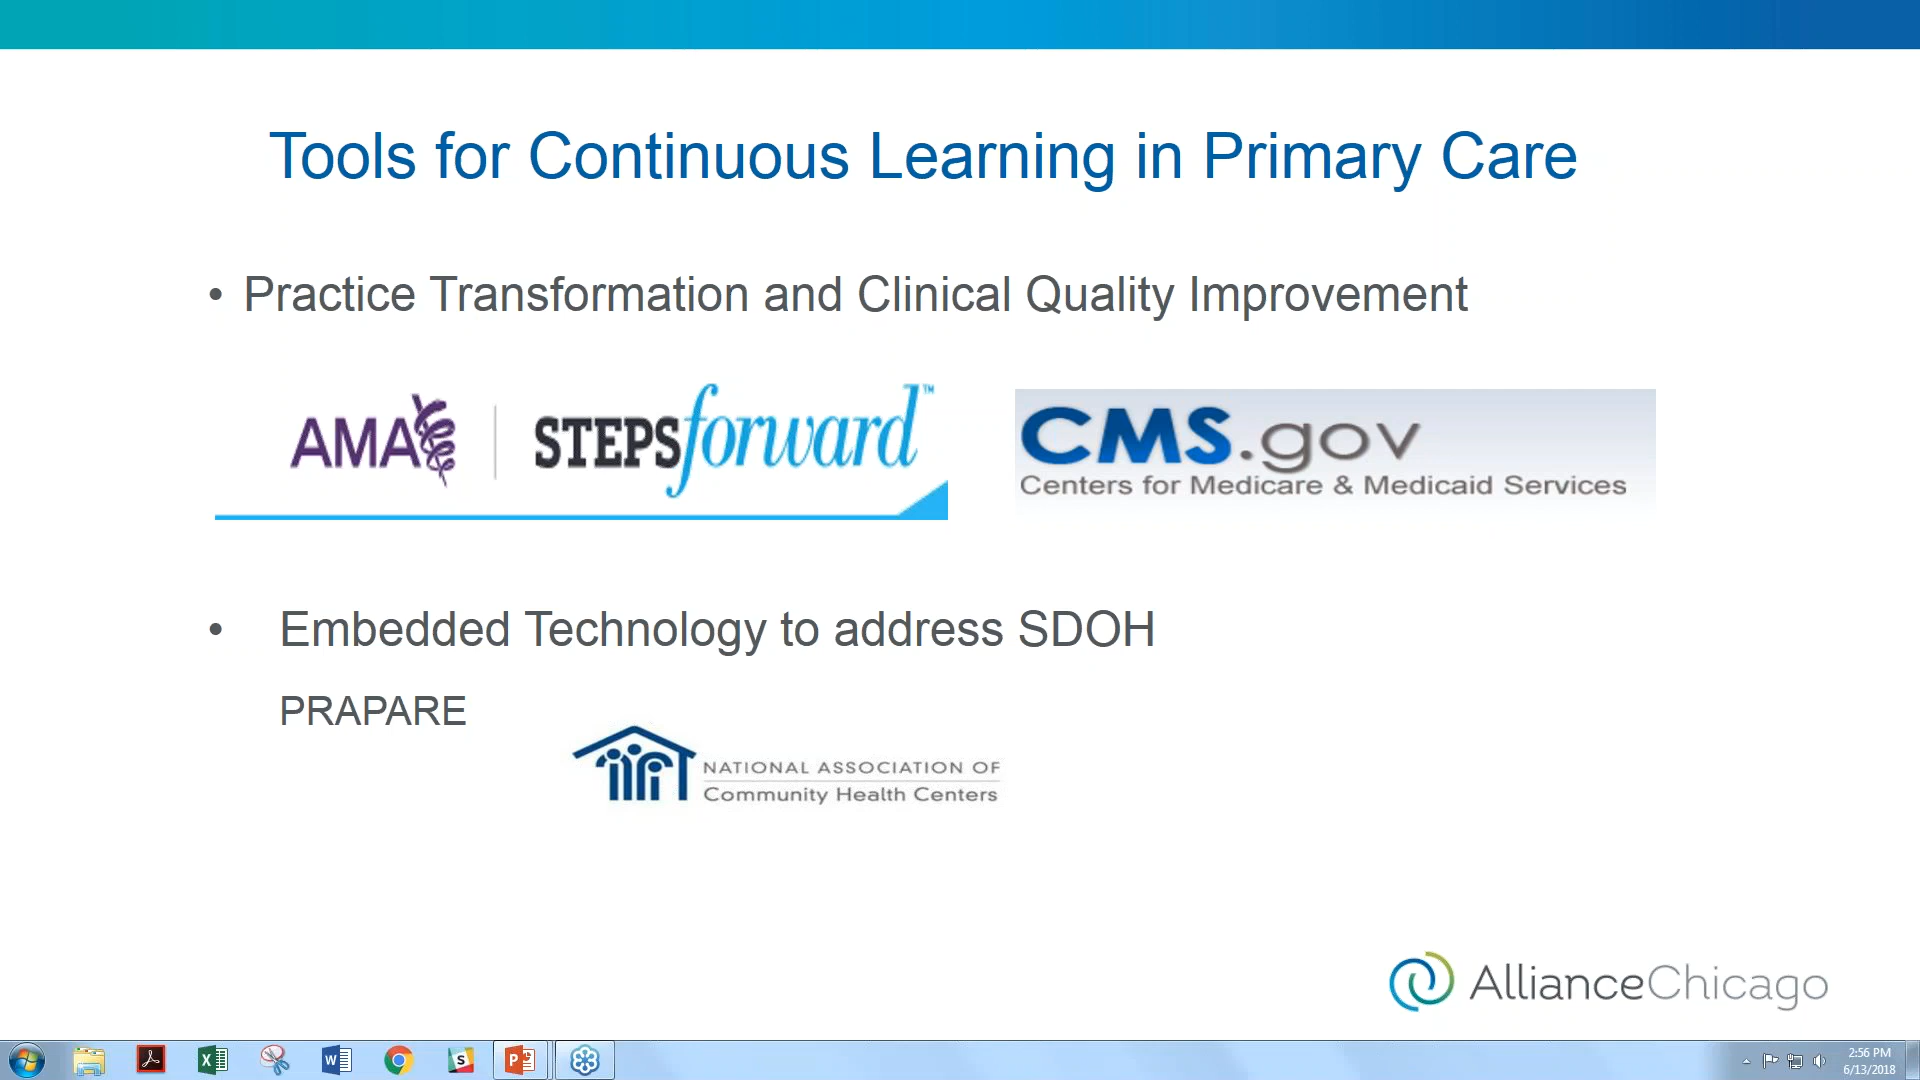 Tools for Continuous Learning in Primary Care
• Practice Transformation and Clinical Quality Improvement
AMA | STEPSforward™
CMS.gov
Centers for Medicare & Medicaid Services
• Embedded Technology to address SDOH
PRAPARE
NATIONAL ASSOCIATION OF
Community Health Centers
AllianceChicago
2:56 PM
6/13/2018